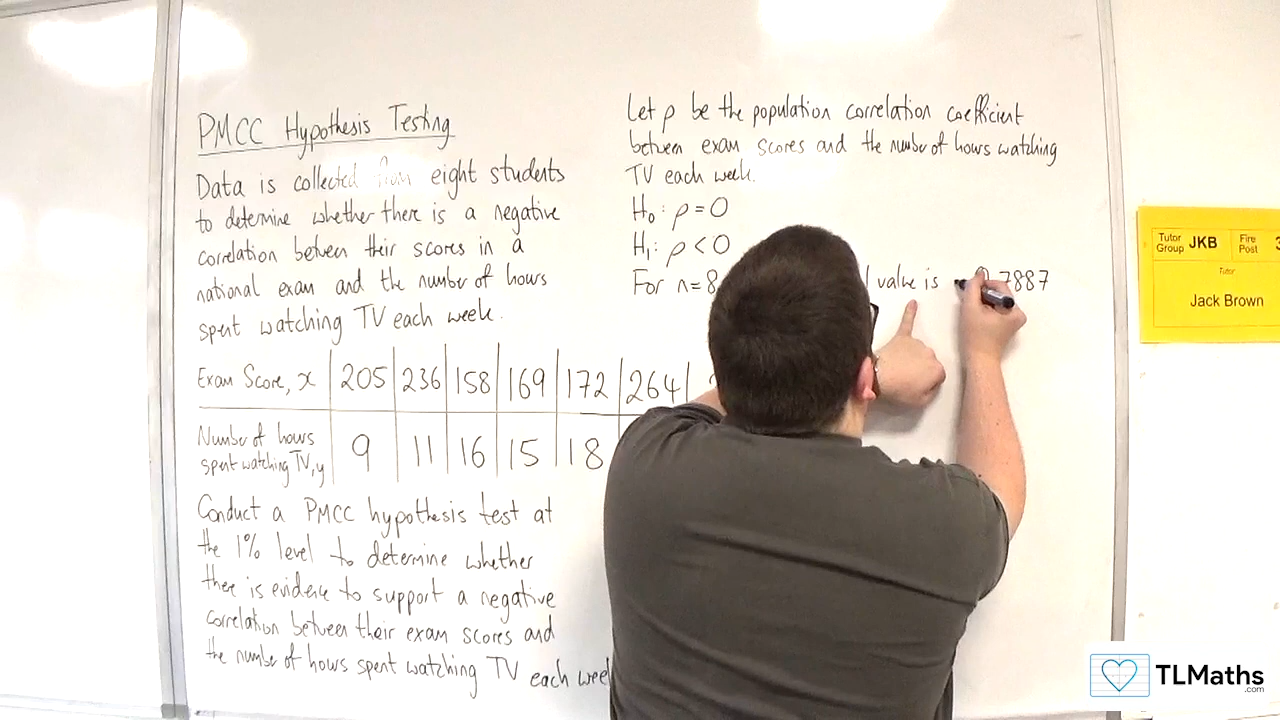 PMCC Hypothesis Testing
Data is collected from eight students
to determine whether there is a negative
correlation between their scores in a
national exam and the number of hours
spent watching TV each week.
Exam Score, x 205 236 158 169 172 264
Number of hours
spent watching TV, y 9 11 16 15 18
Conduct a PMCC hypothesis test at
the 1% level to determine whether
there is evidence to support a negative
correlation between their exam scores and
the number of hours spent watching TV each week
Let ρ be the population correlation coefficient
between exam scores and the number of hours watching
TV each week.
H₀: ρ = 0
H₁: ρ < 0
For n=8 value is 7887
Tutor Group JKB Fire Post 3
Tutor
Jack Brown
TLMaths
.com